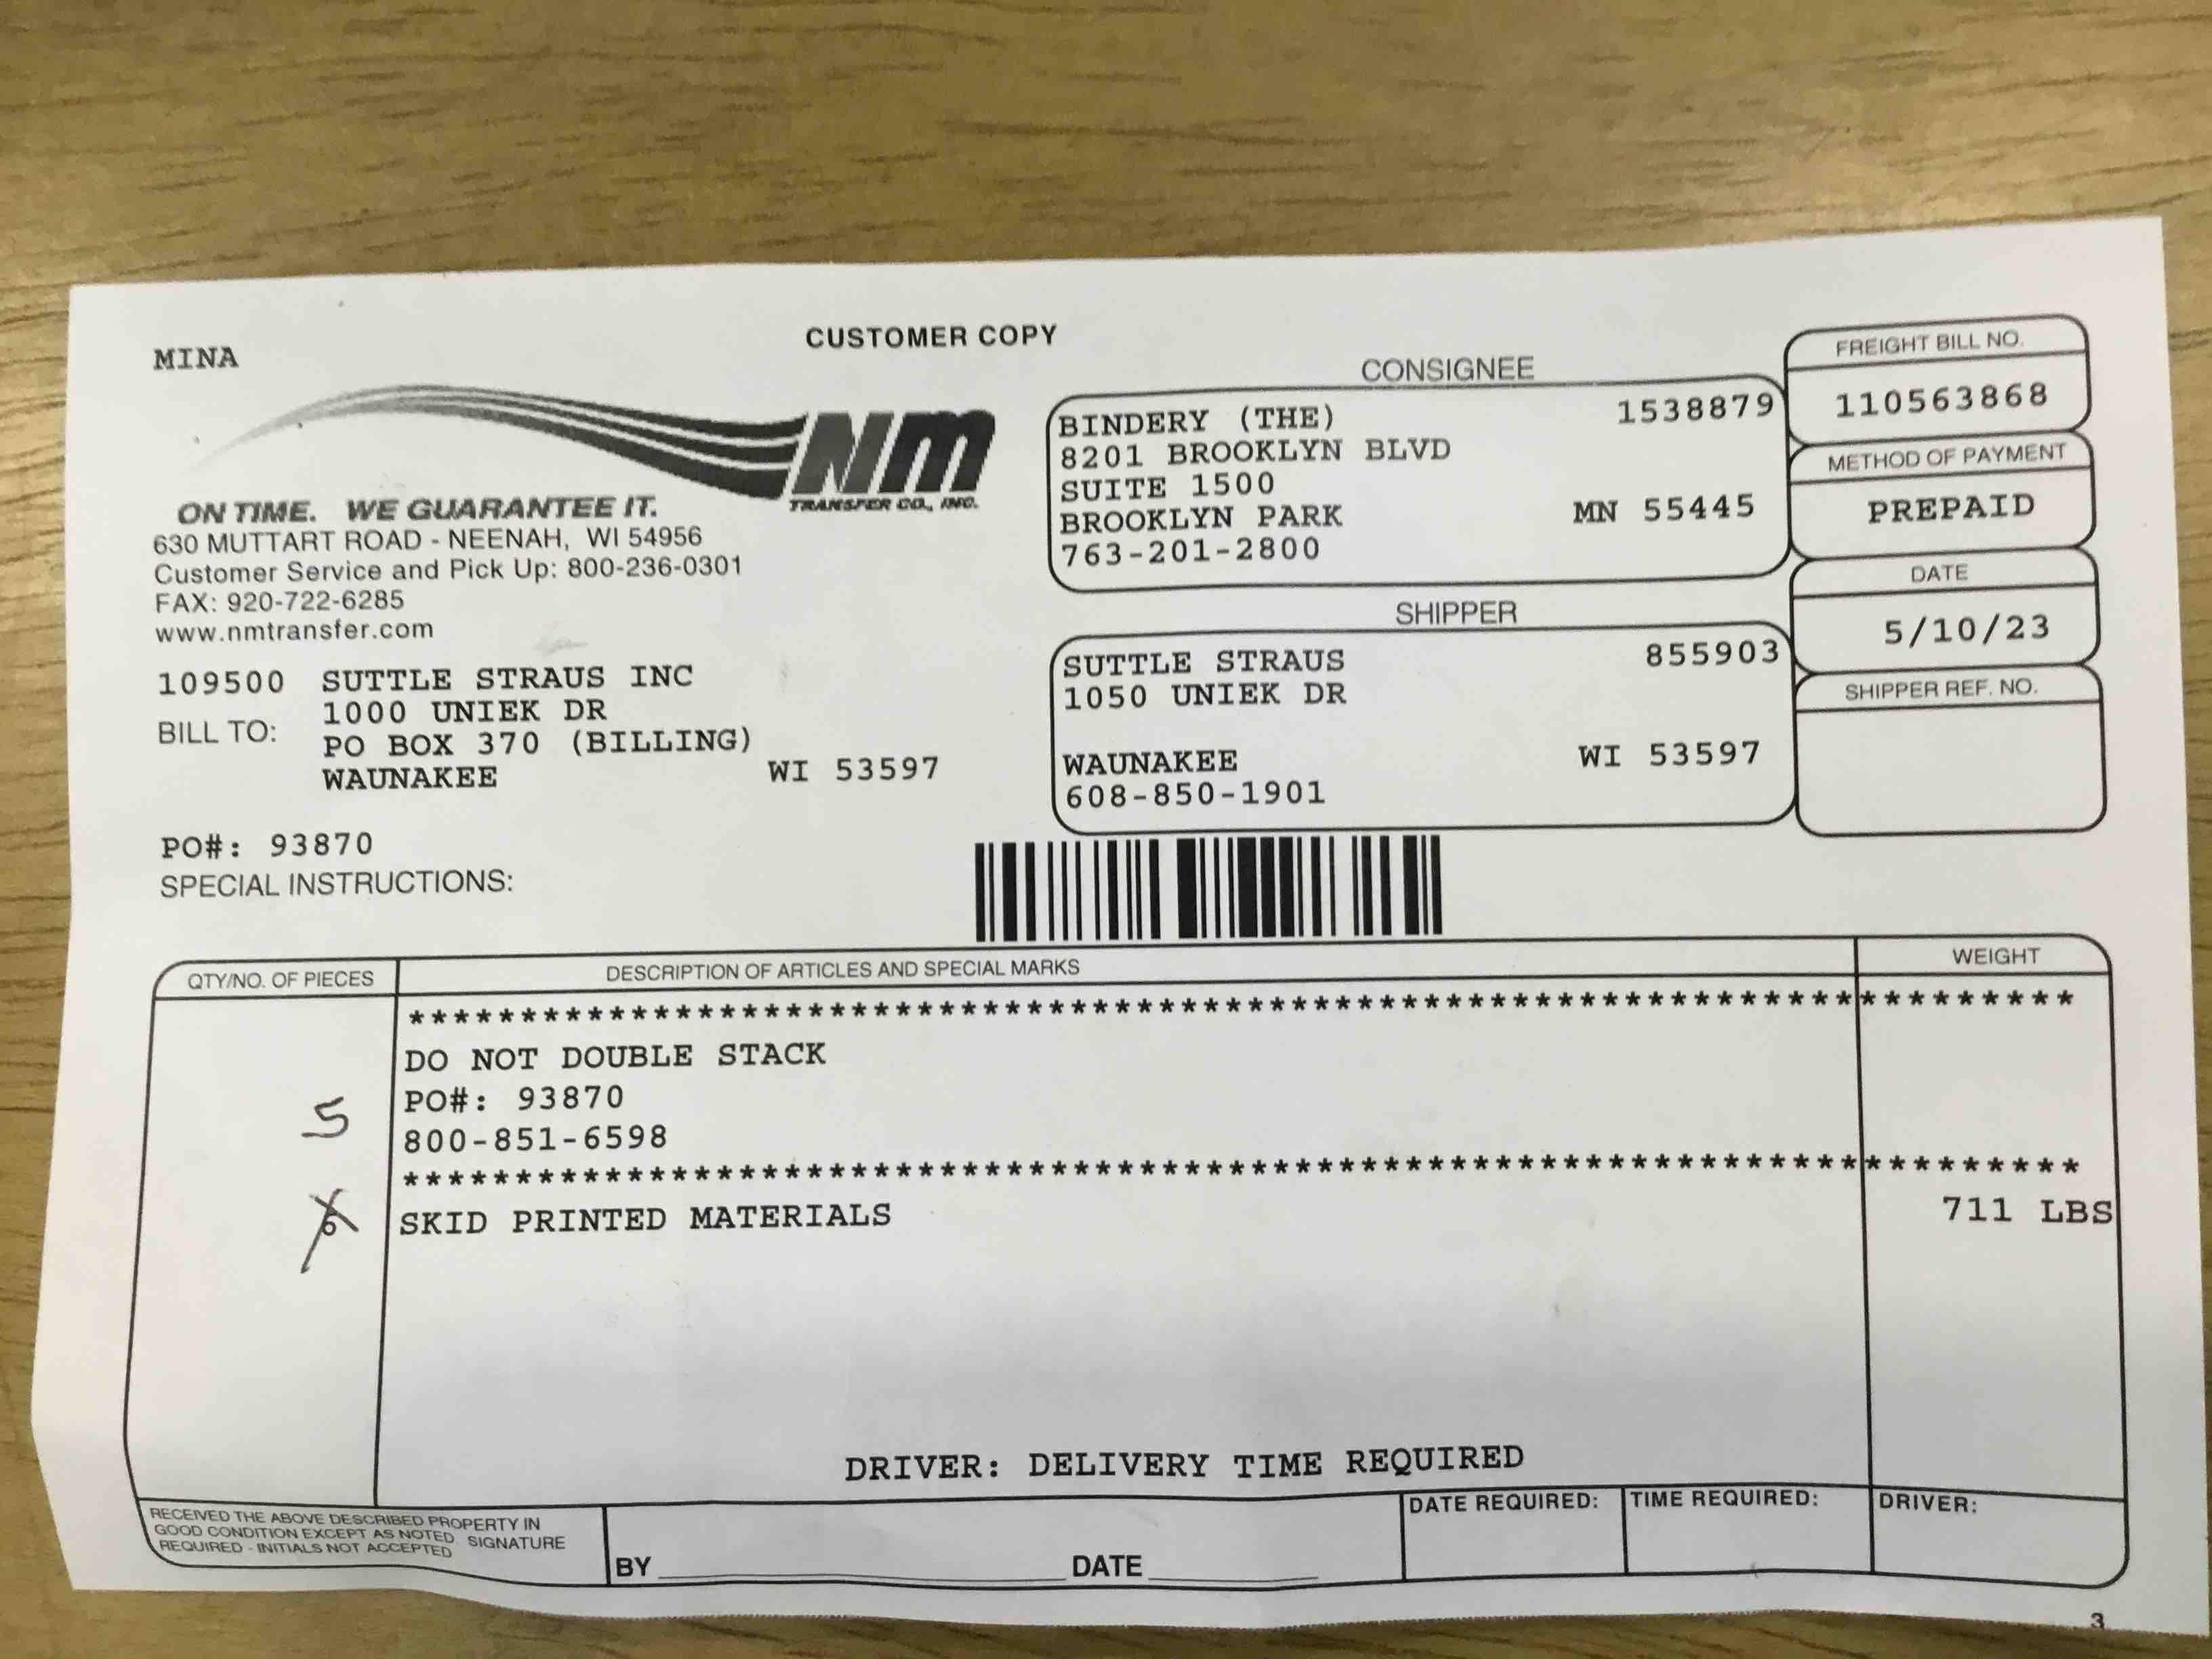 MINA
CUSTOMER COPY
NM
TRANSFER CO., INC.
ON TIME. WE GUARANTEE IT.
630 MUTTART ROAD - NEENAH, WI 54956
Customer Service and Pick Up: 800-236-0301
FAX: 920-722-6285
www.nmtransfer.com
109500 SUTTLE STRAUS INC
BILL TO: 1000 UNIEK DR
PO BOX 370 (BILLING)
WAUNAKEE WI 53597
PO#: 93870
SPECIAL INSTRUCTIONS:
CONSIGNEE
BINDERY (THE) 1538879
8201 BROOKLYN BLVD
SUITE 1500
BROOKLYN PARK MN 55445
763-201-2800
SHIPPER
SUTTLE STRAUS 855903
1050 UNIEK DR
WAUNAKEE WI 53597
608-850-1901
FREIGHT BILL NO.
110563868
METHOD OF PAYMENT
PREPAID
DATE
5/10/23
SHIPPER REF. NO.
QTY/NO. OF PIECES DESCRIPTION OF ARTICLES AND SPECIAL MARKS WEIGHT
***************************************************************************
DO NOT DOUBLE STACK
5 PO#: 93870
800-851-6598
***************************************************************************
6 SKID PRINTED MATERIALS 711 LBS
DRIVER: DELIVERY TIME REQUIRED
RECEIVED THE ABOVE DESCRIBED PROPERTY IN
GOOD CONDITION EXCEPT AS NOTED SIGNATURE
REQUIRED - INITIALS NOT ACCEPTED
BY DATE
DATE REQUIRED: TIME REQUIRED: DRIVER:
3